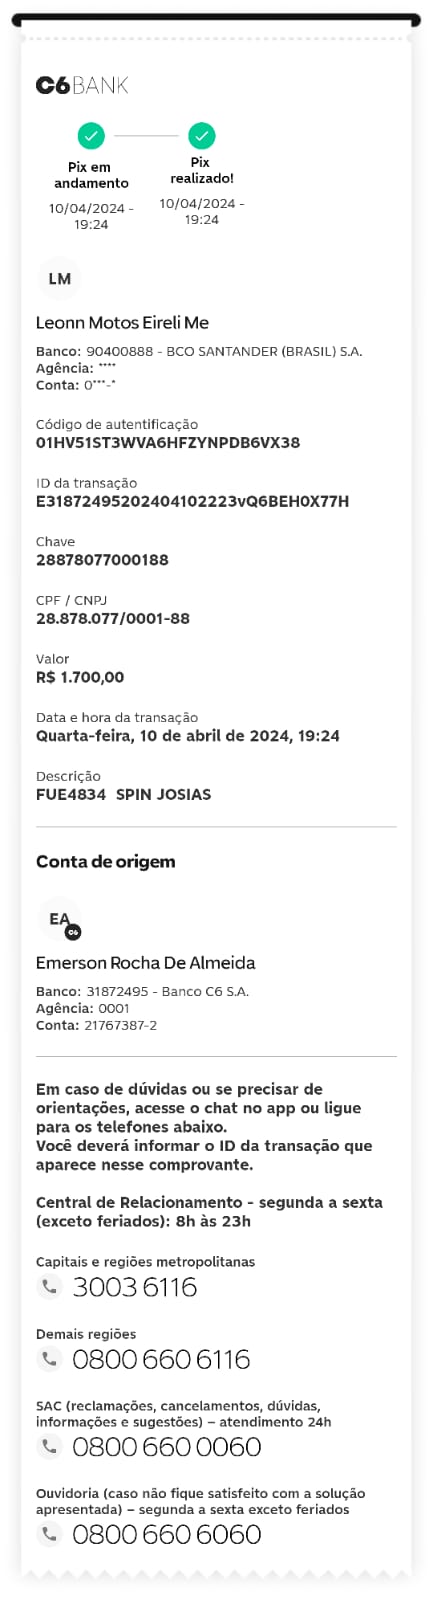 C6BANK
Pix em
andamento
10/04/2024 -
19:24
Pix
realizado!
10/04/2024 -
19:24
LM
Leonn Motos Eireli Me
Banco: 90400888 - BCO SANTANDER (BRASIL) S.A.
Agência: ****
Conta: 0***-*
Código de autentificação
01HV51ST3WVA6HFZYNPDB6VX38
ID da transação
E31872495202404102223vQ6BEH0X77H
Chave
28878077000188
CPF / CNPJ
28.878.077/0001-88
Valor
R$ 1.700,00
Data e hora da transação
Quarta-feira, 10 de abril de 2024, 19:24
Descrição
FUE4834 SPIN JOSIAS
Conta de origem
EA
C6
Emerson Rocha De Almeida
Banco: 31872495 - Banco C6 S.A.
Agência: 0001
Conta: 21767387-2
Em caso de dúvidas ou se precisar de
orientações, acesse o chat no app ou ligue
para os telefones abaixo.
Você deverá informar o ID da transação que
aparece nesse comprovante.
Central de Relacionamento - segunda a sexta
(exceto feriados): 8h às 23h
Capitais e regiões metropolitanas
3003 6116
Demais regiões
0800 660 6116
SAC (reclamações, cancelamentos, dúvidas,
informações e sugestões) – atendimento 24h
0800 660 0060
Ouvidoria (caso não fique satisfeito com a solução
apresentada) – segunda a sexta exceto feriados
0800 660 6060